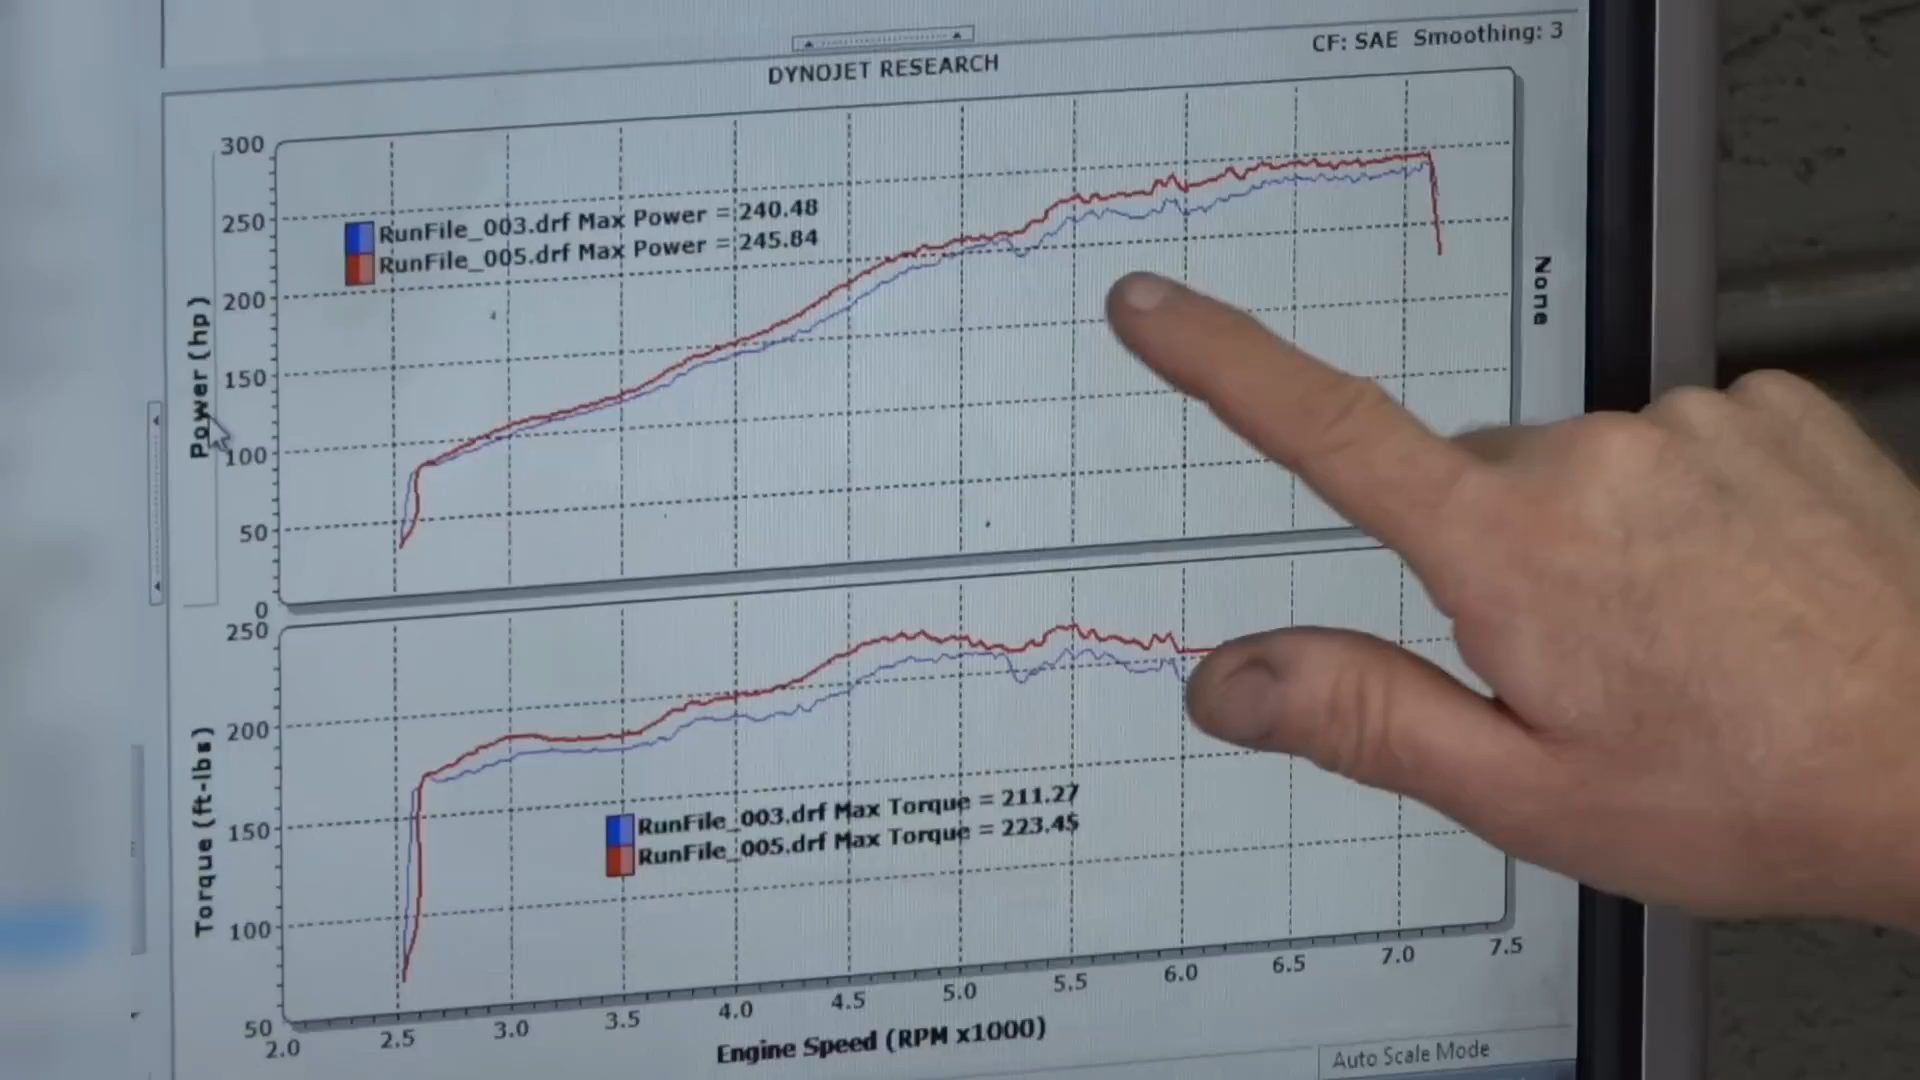 CF: SAE Smoothing: 3
DYNOJET RESEARCH
300
250
200
150
100
50
0
Power (hp)
RunFile_003.drf Max Power = 240.48
RunFile_005.drf Max Power = 245.84
None
250
200
150
100
50
Torque (ft-lbs)
RunFile_003.drf Max Torque = 211.27
RunFile_005.drf Max Torque = 223.45
2.0 2.5 3.0 3.5 4.0 4.5 5.0 5.5 6.0 6.5 7.0 7.5
Engine Speed (RPM x1000)
Auto Scale Mode